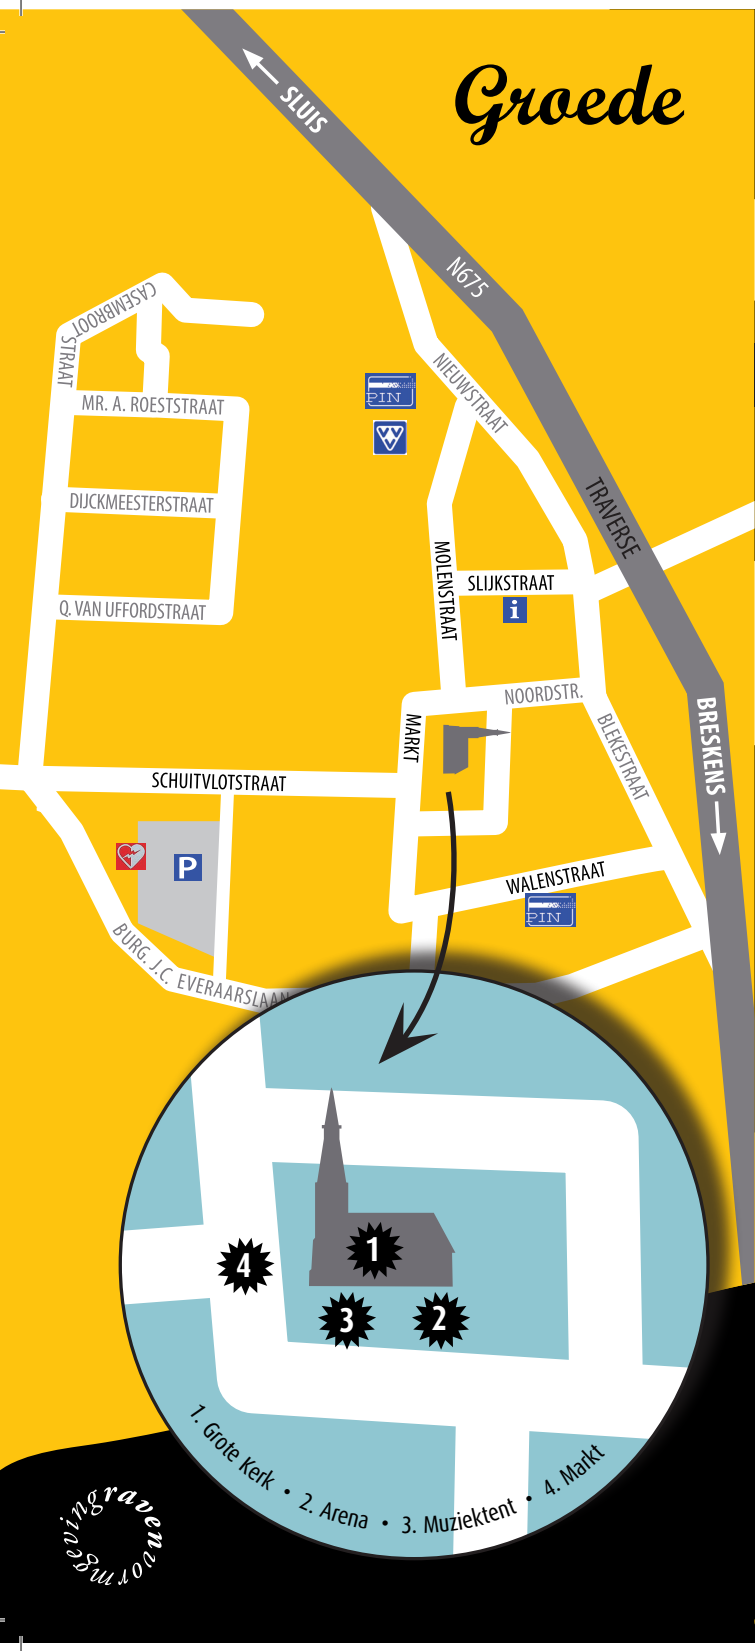 Groede
SLUIS
N675
CASEMBROOT
STRAAT
MR. A. ROESTSTRAAT
DIJCKMEESTERSTRAAT
Q. VAN UFFORDSTRAAT
PIN
NIEUWSTRAAT
TRAVERSE
MOLENSTRAAT
SLIJKSTRAAT
i
NOORDSTR.
MARKT
BLEKESTRAAT
BRESKENS
SCHUITVLOTSTRAAT
P
WALENSTRAAT
PIN
BURG. J.C. EVERAARSLAAN
1
4
3
2
1. Grote Kerk • 2. Arena • 3. Muziektent • 4. Markt
ravenvormgeving